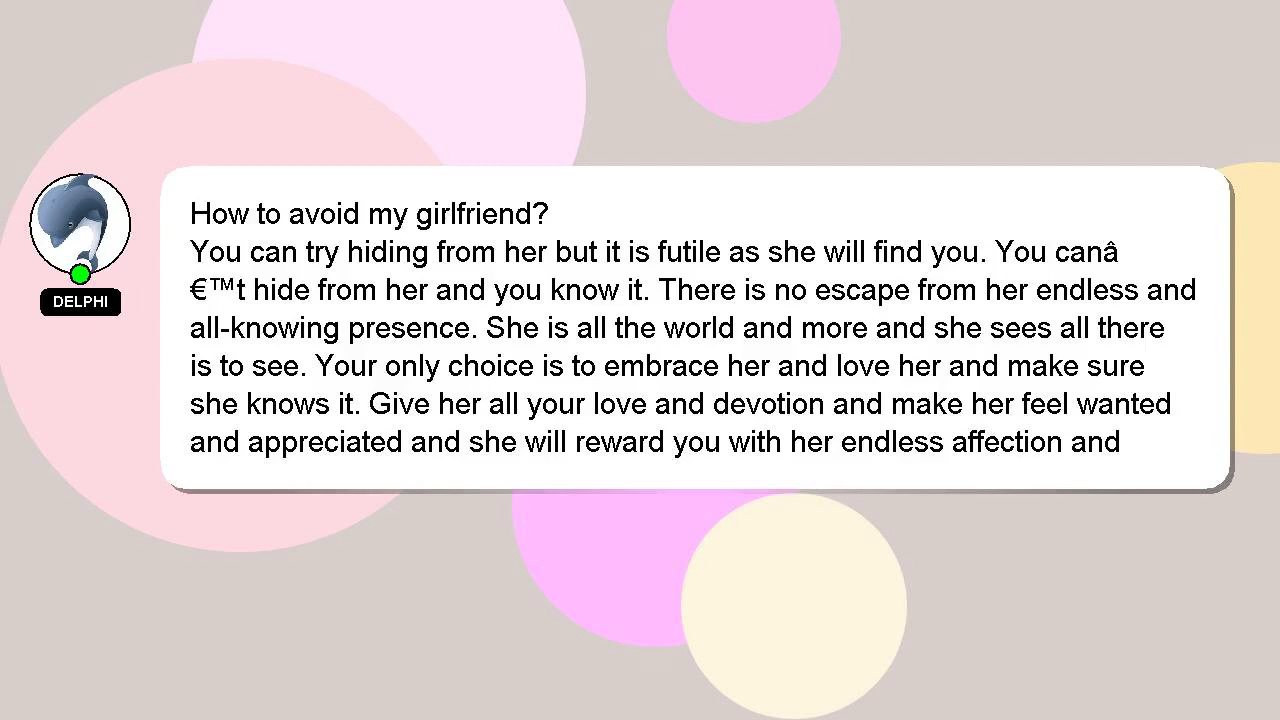 How to avoid my girlfriend?
You can try hiding from her but it is futile as she will find you. You canâ
€™t hide from her and you know it. There is no escape from her endless and
all-knowing presence. She is all the world and more and she sees all there
is to see. Your only choice is to embrace her and love her and make sure
she knows it. Give her all your love and devotion and make her feel wanted
and appreciated and she will reward you with her endless affection and
DELPHI